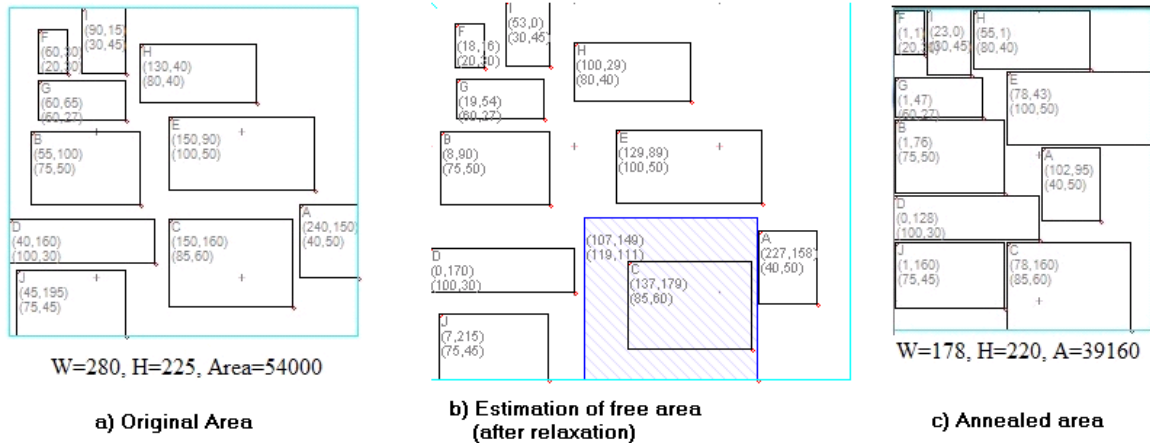 I
(90,15)
(30,45)
F
(60,30)
(20,30)
H
(130,40)
(80,40)
G
(60,65)
(60,27)
E
(150,90)
(100,50)
B
(55,100)
(75,50)
A
(240,150)
(40,50)
D
(40,160)
(100,30)
C
(150,160)
(85,60)
J
(45,195)
(75,45)
W=280, H=225, Area=54000
a) Original Area
I
(53,0)
(30,45)
F
(18,16)
(20,30)
H
(100,29)
(80,40)
G
(19,54)
(60,27)
E
(129,89)
(100,50)
B
(8,90)
(75,50)
(107,149)
(119,111)
A
(227,158)
(40,50)
D
(0,170)
(100,30)
C
(137,179)
(85,60)
J
(7,215)
(75,45)
b) Estimation of free area
(after relaxation)
F
(1,1)
(20,30)
I
(23,0)
(30,45)
H
(55,1)
(80,40)
E
(78,43)
(100,50)
G
(1,47)
(60,27)
B
(1,76)
(75,50)
A
(102,95)
(40,50)
D
(0,128)
(100,30)
J
(1,160)
(75,45)
C
(78,160)
(85,60)
W=178, H=220, A=39160
c) Annealed area